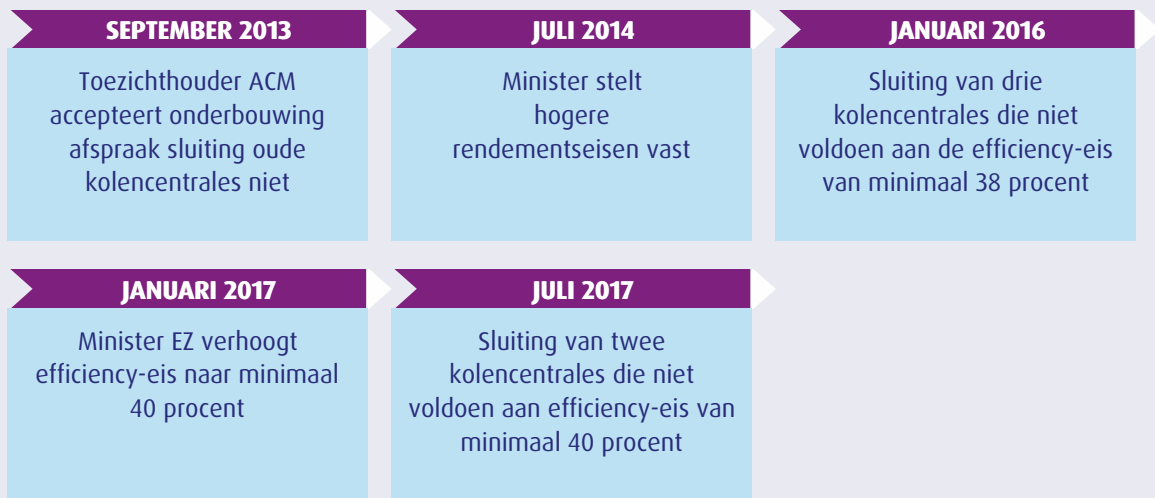 SEPTEMBER 2013
Toezichthouder ACM
accepteert onderbouwing
afspraak sluiting oude
kolencentrales niet
JULI 2014
Minister stelt
hogere
rendementseisen vast
JANUARI 2016
Sluiting van drie
kolencentrales die niet
voldoen aan de efficiency-eis
van minimaal 38 procent
JANUARI 2017
Minister EZ verhoogt
efficiency-eis naar minimaal
40 procent
JULI 2017
Sluiting van twee
kolencentrales die niet
voldoen aan efficiency-eis van
minimaal 40 procent